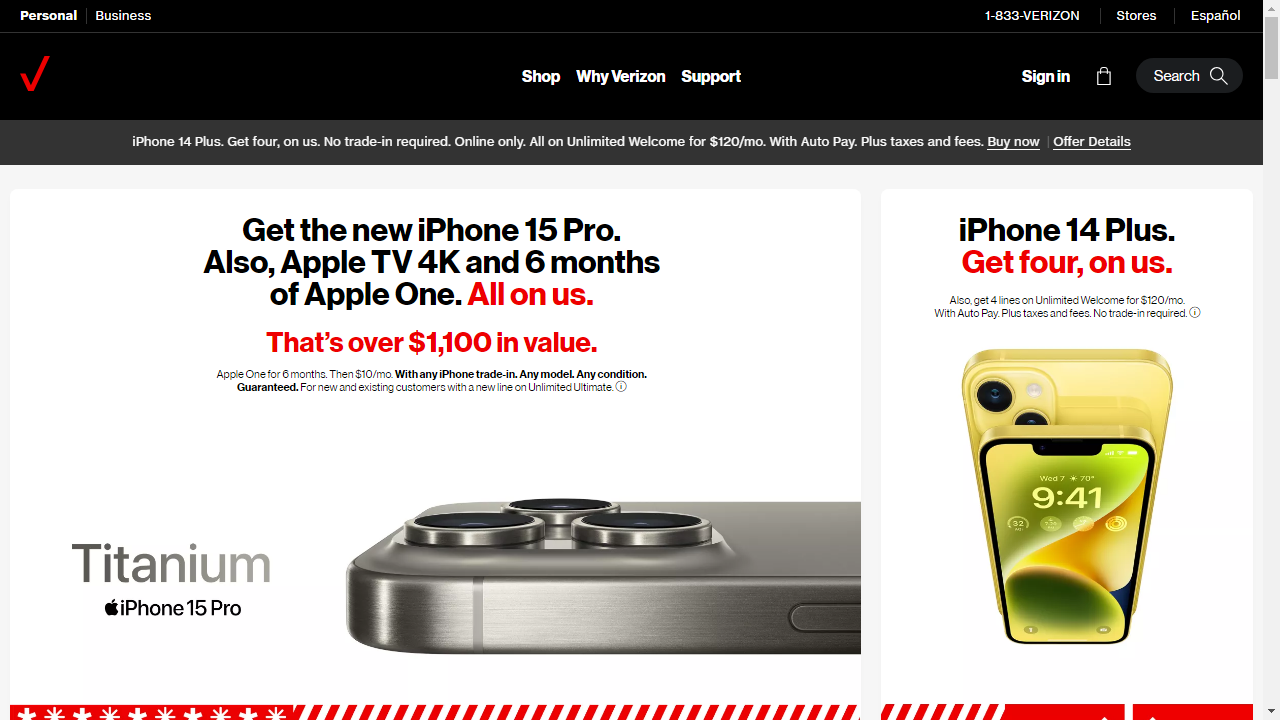 Personal
Business
1-833-VERIZON
Stores
Español
Shop
Why Verizon
Support
Sign in
Search
iPhone 14 Plus. Get four, on us. No trade-in required. Online only. All on Unlimited Welcome for $120/mo. With Auto Pay. Plus taxes and fees. Buy now | Offer Details
Get the new iPhone 15 Pro.
Also, Apple TV 4K and 6 months
of Apple One. All on us.
That's over $1,100 in value.
Apple One for 6 months. Then $10/mo. With any iPhone trade-in. Any model. Any condition.
Guaranteed. For new and existing customers with a new line on Unlimited Ultimate.
Titanium
iPhone 15 Pro
iPhone 14 Plus.
Get four, on us.
Also, get 4 lines on Unlimited Welcome for $120/mo.
With Auto Pay. Plus taxes and fees. No trade-in required.
Wed 7 70°
9:41
32